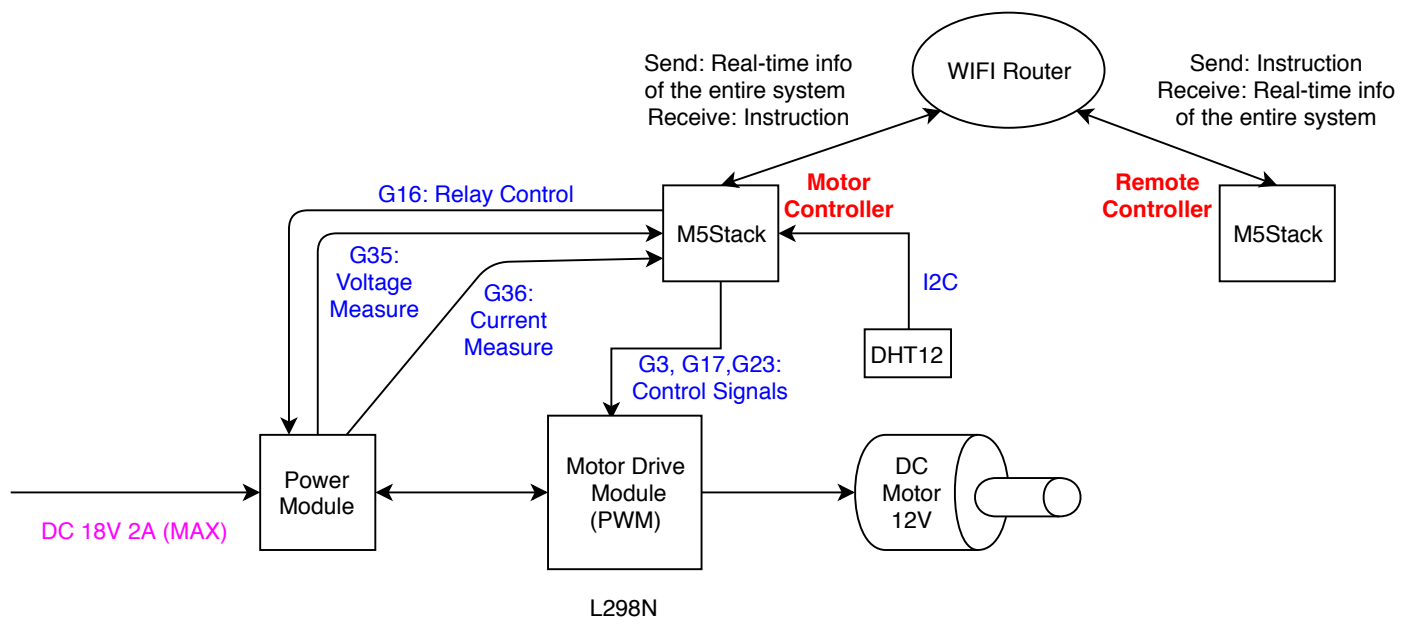 Send: Real-time info
of the entire system
Receive: Instruction
WIFI Router
Send: Instruction
Receive: Real-time info
of the entire system
G16: Relay Control
Motor
Controller
Remote
Controller
M5Stack
M5Stack
G35:
Voltage
Measure
G36:
Current
Measure
I2C
DHT12
G3, G17,G23:
Control Signals
Power
Module
Motor Drive
Module
(PWM)
DC
Motor
12V
DC 18V 2A (MAX)
L298N